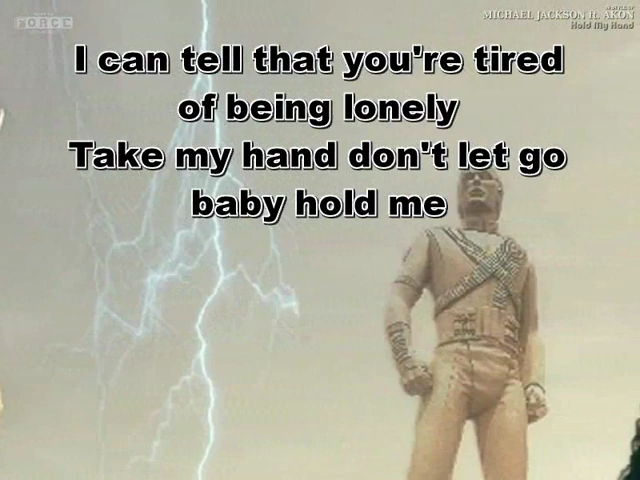 FORCE
MICHAEL JACKSON ft. AKON
Hold My Hand
I can tell that you're tired
of being lonely
Take my hand don't let go
baby hold me